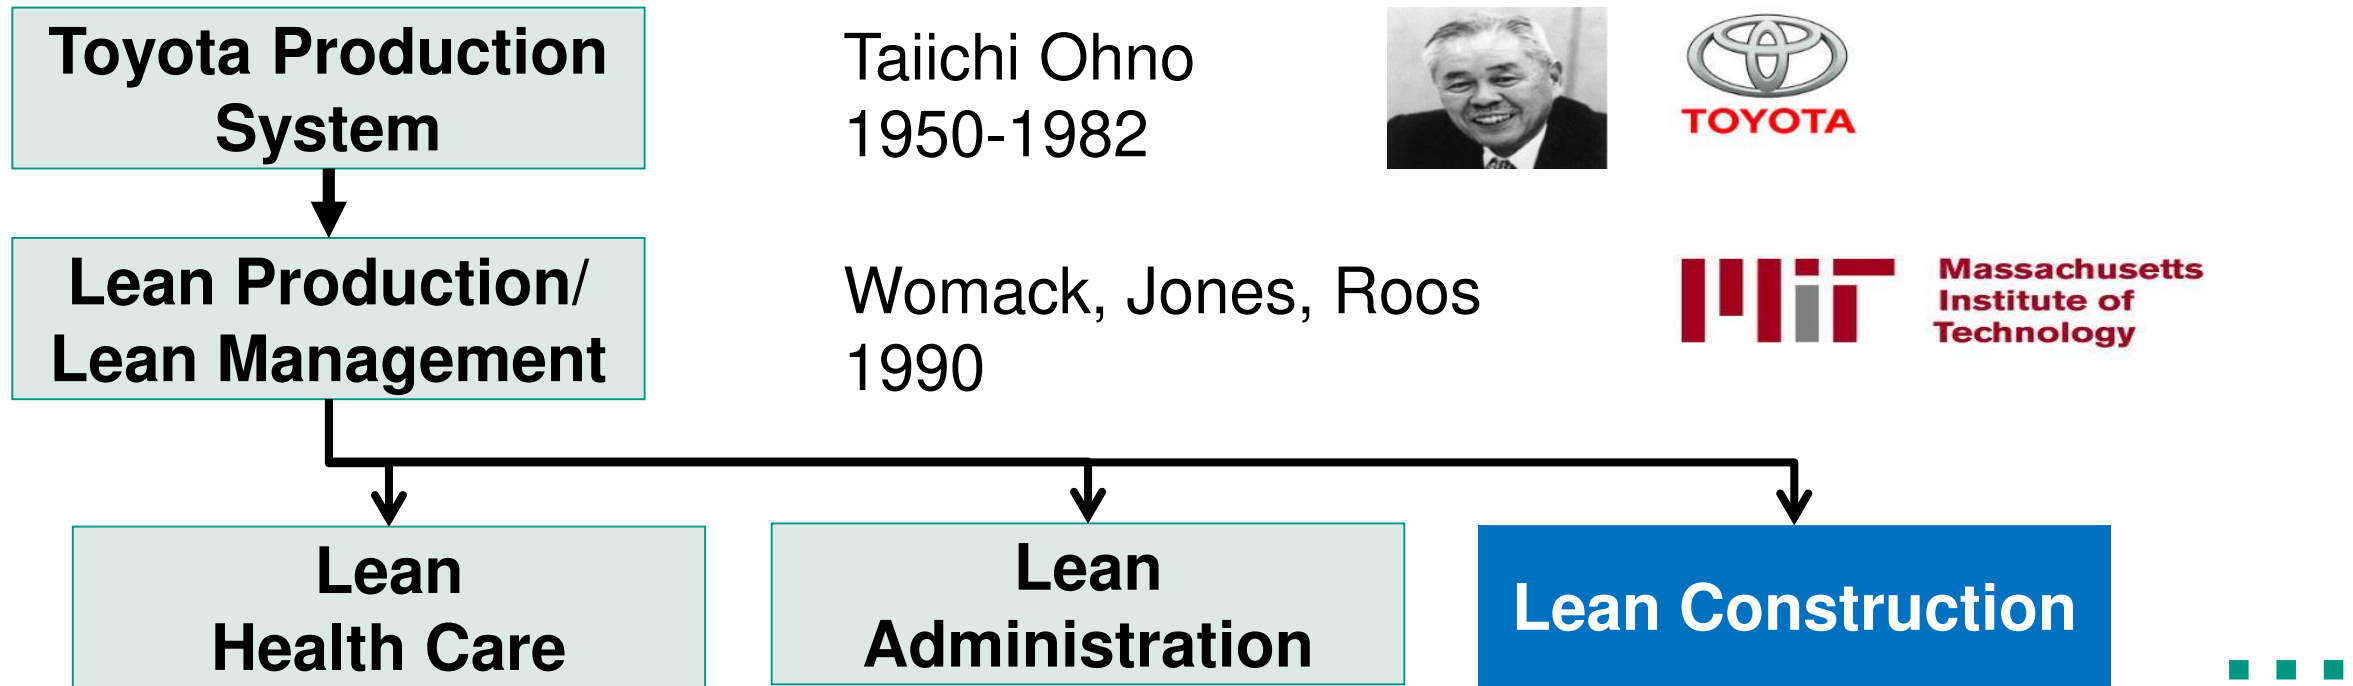 Toyota Production
System
Taiichi Ohno
1950-1982
TOYOTA
Lean Production/
Lean Management
Womack, Jones, Roos
1990
Massachusetts
Institute of
Technology
Lean
Health Care
Lean
Administration
Lean Construction
...